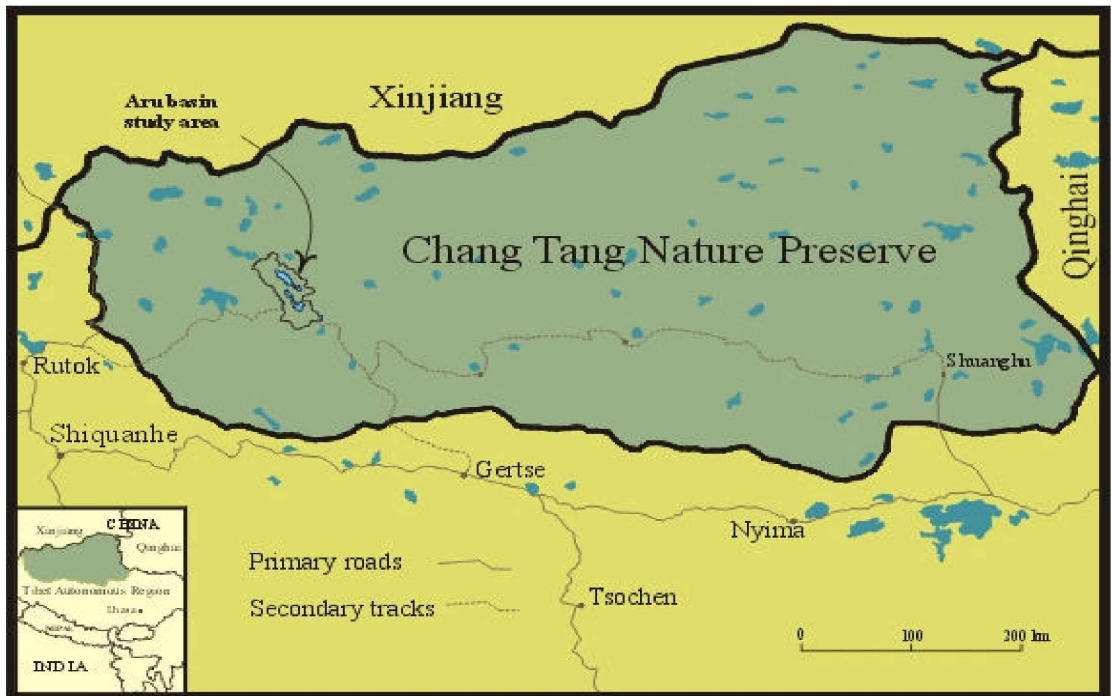 Aru basin
study area
Xinjiang
Qinghai
Chang Tang Nature Preserve
Rutok
Shuanghu
Shiquanhe
Gertse
Nyima
Primary roads
Secondary tracks
Tsochen
0 100 200 km
CHINA
Xinjiang
Qinghai
Tibet Autonomous Region
Lhasa
NEPAL
INDIA